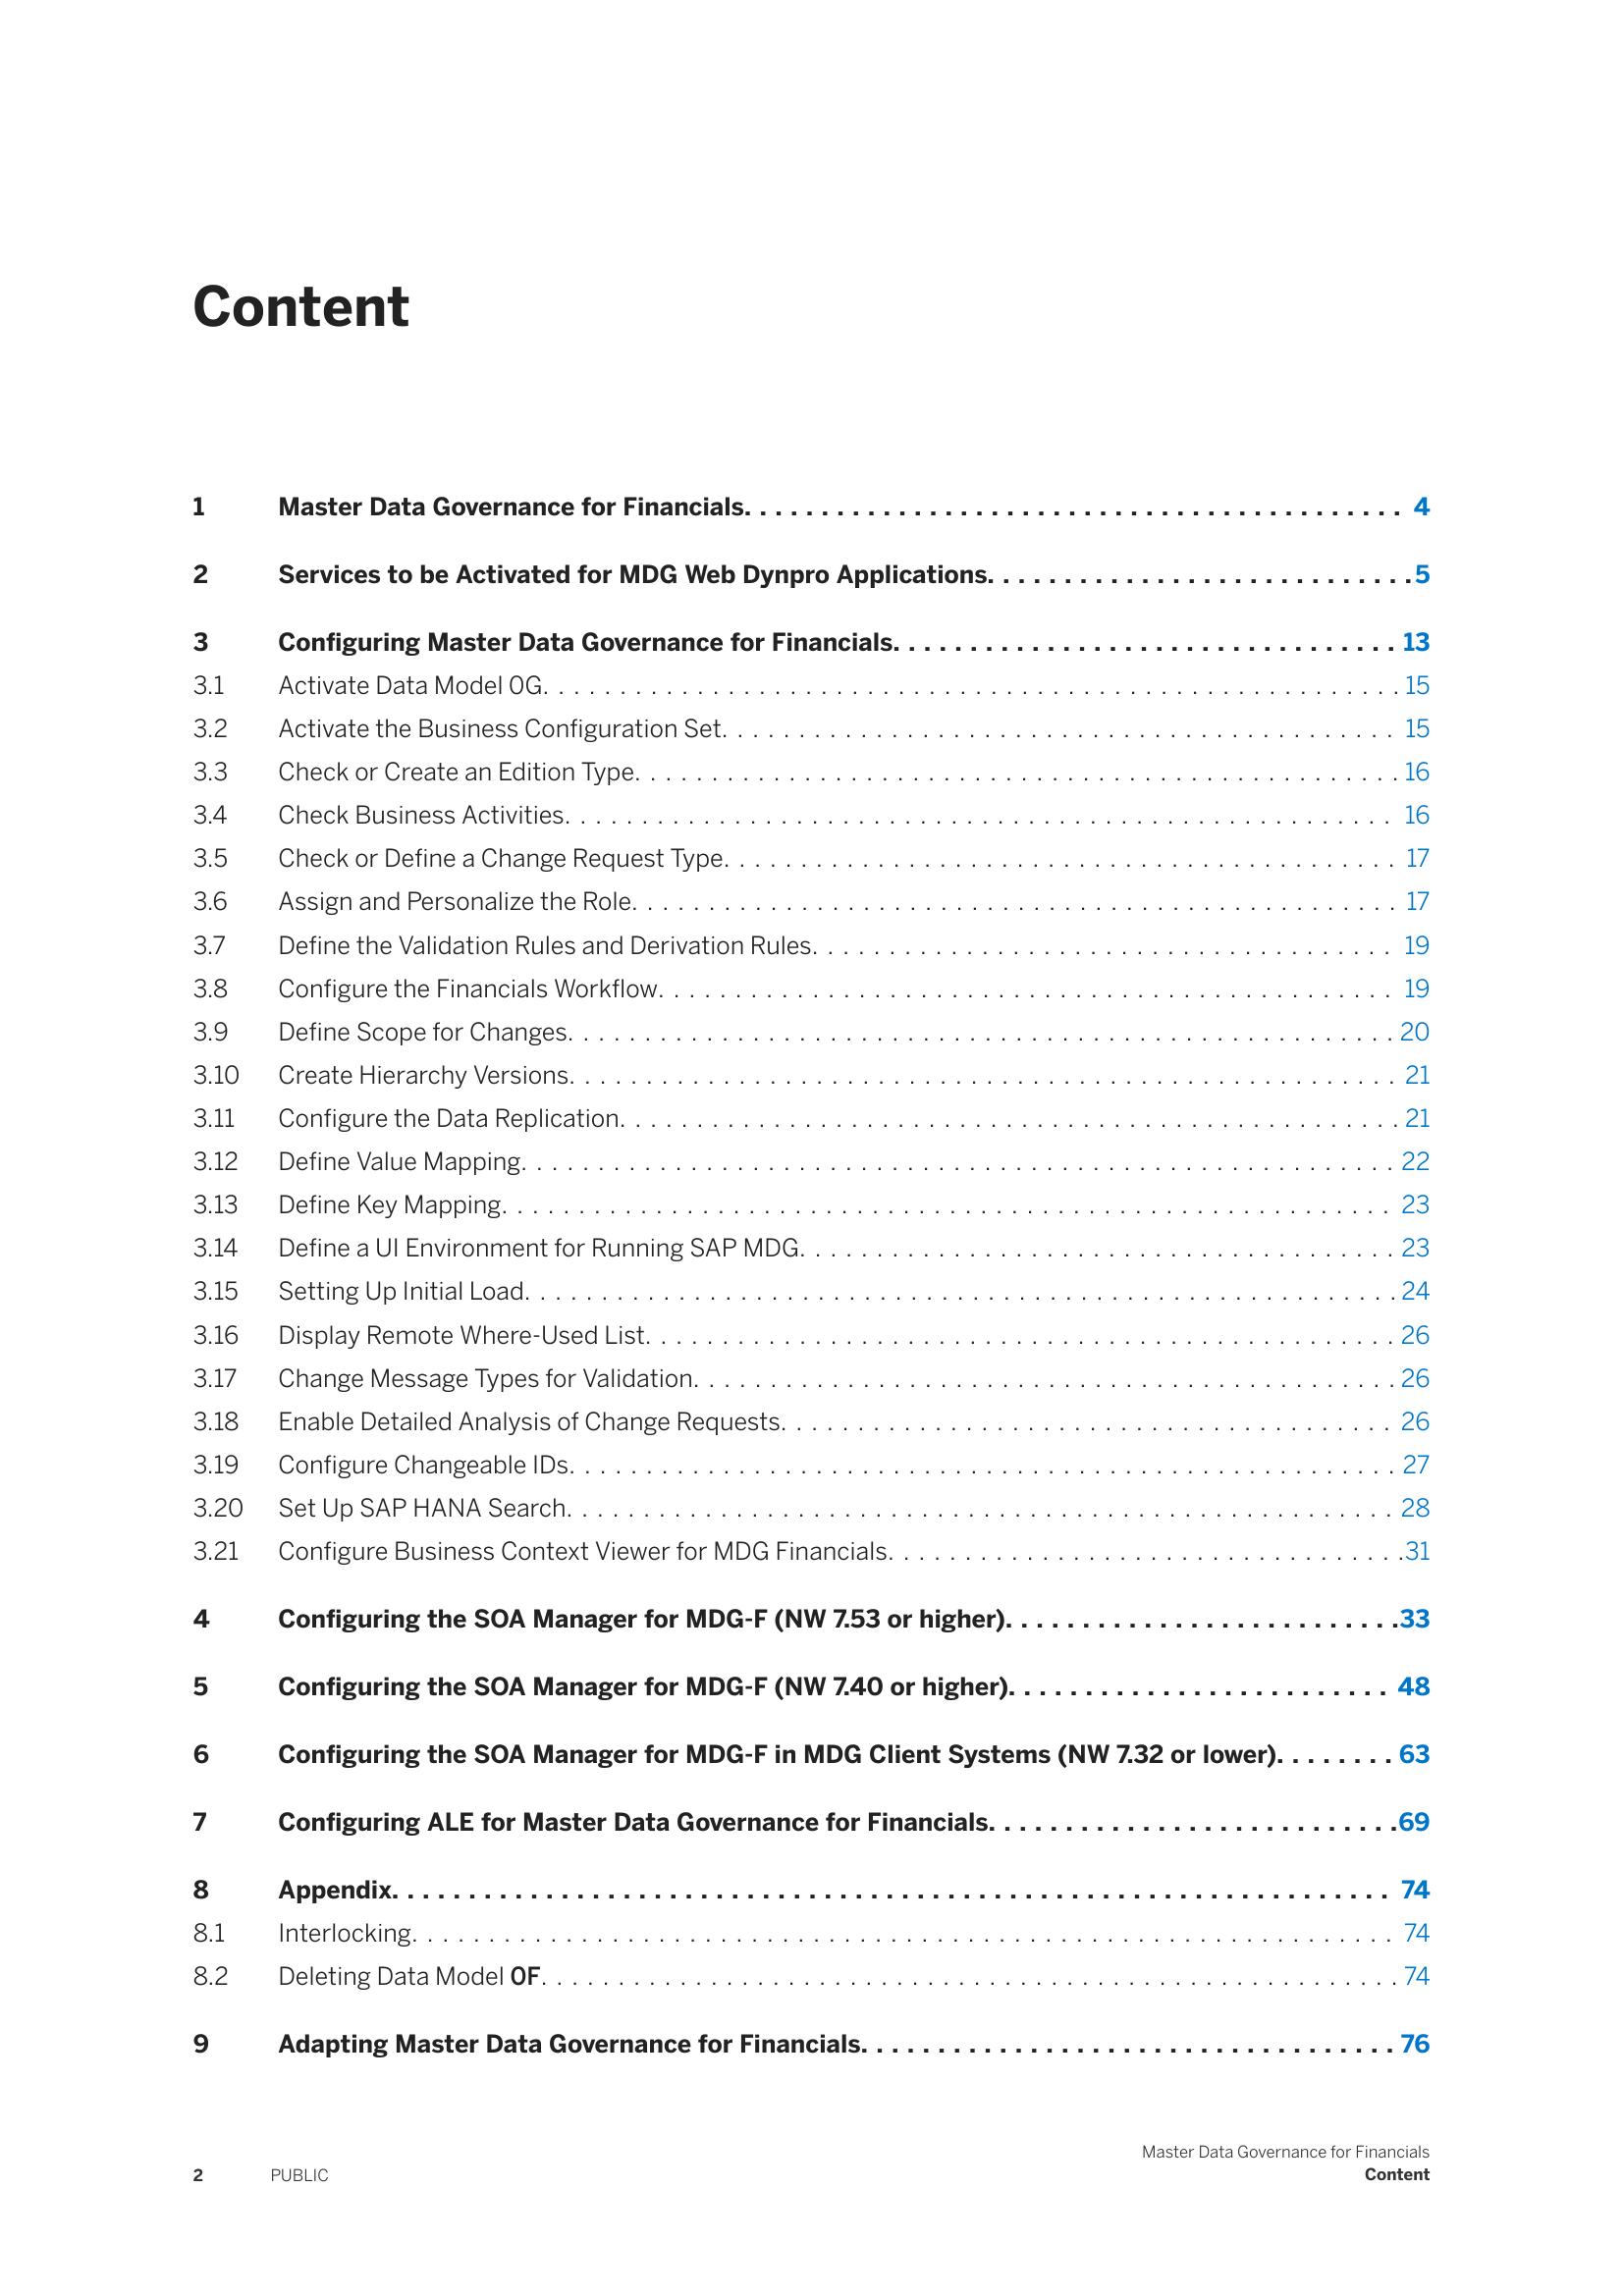 Content
1 Master Data Governance for Financials. . . . . . . . . . . . . . . . . . . . . . . . . . . . . . . . . . . . . . . . . . . 4
2 Services to be Activated for MDG Web Dynpro Applications. . . . . . . . . . . . . . . . . . . . . . . . . . . .5
3 Configuring Master Data Governance for Financials. . . . . . . . . . . . . . . . . . . . . . . . . . . . . . . . . 13
3.1 Activate Data Model 0G. . . . . . . . . . . . . . . . . . . . . . . . . . . . . . . . . . . . . . . . . . . . . . . . . . . . . . . . 15
3.2 Activate the Business Configuration Set. . . . . . . . . . . . . . . . . . . . . . . . . . . . . . . . . . . . . . . . . . . . 15
3.3 Check or Create an Edition Type. . . . . . . . . . . . . . . . . . . . . . . . . . . . . . . . . . . . . . . . . . . . . . . . . . 16
3.4 Check Business Activities. . . . . . . . . . . . . . . . . . . . . . . . . . . . . . . . . . . . . . . . . . . . . . . . . . . . . . 16
3.5 Check or Define a Change Request Type. . . . . . . . . . . . . . . . . . . . . . . . . . . . . . . . . . . . . . . . . . . . 17
3.6 Assign and Personalize the Role. . . . . . . . . . . . . . . . . . . . . . . . . . . . . . . . . . . . . . . . . . . . . . . . . . 17
3.7 Define the Validation Rules and Derivation Rules. . . . . . . . . . . . . . . . . . . . . . . . . . . . . . . . . . . . . . 19
3.8 Configure the Financials Workflow. . . . . . . . . . . . . . . . . . . . . . . . . . . . . . . . . . . . . . . . . . . . . . . . 19
3.9 Define Scope for Changes. . . . . . . . . . . . . . . . . . . . . . . . . . . . . . . . . . . . . . . . . . . . . . . . . . . . . . 20
3.10 Create Hierarchy Versions. . . . . . . . . . . . . . . . . . . . . . . . . . . . . . . . . . . . . . . . . . . . . . . . . . . . . . 21
3.11 Configure the Data Replication. . . . . . . . . . . . . . . . . . . . . . . . . . . . . . . . . . . . . . . . . . . . . . . . . . . 21
3.12 Define Value Mapping. . . . . . . . . . . . . . . . . . . . . . . . . . . . . . . . . . . . . . . . . . . . . . . . . . . . . . . . . 22
3.13 Define Key Mapping. . . . . . . . . . . . . . . . . . . . . . . . . . . . . . . . . . . . . . . . . . . . . . . . . . . . . . . . . . 23
3.14 Define a UI Environment for Running SAP MDG. . . . . . . . . . . . . . . . . . . . . . . . . . . . . . . . . . . . . . . 23
3.15 Setting Up Initial Load. . . . . . . . . . . . . . . . . . . . . . . . . . . . . . . . . . . . . . . . . . . . . . . . . . . . . . . . . 24
3.16 Display Remote Where-Used List. . . . . . . . . . . . . . . . . . . . . . . . . . . . . . . . . . . . . . . . . . . . . . . . . 26
3.17 Change Message Types for Validation. . . . . . . . . . . . . . . . . . . . . . . . . . . . . . . . . . . . . . . . . . . . . . 26
3.18 Enable Detailed Analysis of Change Requests. . . . . . . . . . . . . . . . . . . . . . . . . . . . . . . . . . . . . . . . 26
3.19 Configure Changeable IDs. . . . . . . . . . . . . . . . . . . . . . . . . . . . . . . . . . . . . . . . . . . . . . . . . . . . . . 27
3.20 Set Up SAP HANA Search. . . . . . . . . . . . . . . . . . . . . . . . . . . . . . . . . . . . . . . . . . . . . . . . . . . . . . 28
3.21 Configure Business Context Viewer for MDG Financials. . . . . . . . . . . . . . . . . . . . . . . . . . . . . . . . . .31
4 Configuring the SOA Manager for MDG-F (NW 7.53 or higher). . . . . . . . . . . . . . . . . . . . . . . . . .33
5 Configuring the SOA Manager for MDG-F (NW 7.40 or higher). . . . . . . . . . . . . . . . . . . . . . . . . 48
6 Configuring the SOA Manager for MDG-F in MDG Client Systems (NW 7.32 or lower). . . . . . . . 63
7 Configuring ALE for Master Data Governance for Financials. . . . . . . . . . . . . . . . . . . . . . . . . . .69
8 Appendix. . . . . . . . . . . . . . . . . . . . . . . . . . . . . . . . . . . . . . . . . . . . . . . . . . . . . . . . . . . . . . . . . 74
8.1 Interlocking. . . . . . . . . . . . . . . . . . . . . . . . . . . . . . . . . . . . . . . . . . . . . . . . . . . . . . . . . . . . . . . . 74
8.2 Deleting Data Model 0F. . . . . . . . . . . . . . . . . . . . . . . . . . . . . . . . . . . . . . . . . . . . . . . . . . . . . . . . 74
9 Adapting Master Data Governance for Financials. . . . . . . . . . . . . . . . . . . . . . . . . . . . . . . . . . . 76
Master Data Governance for Financials
2 PUBLIC Content